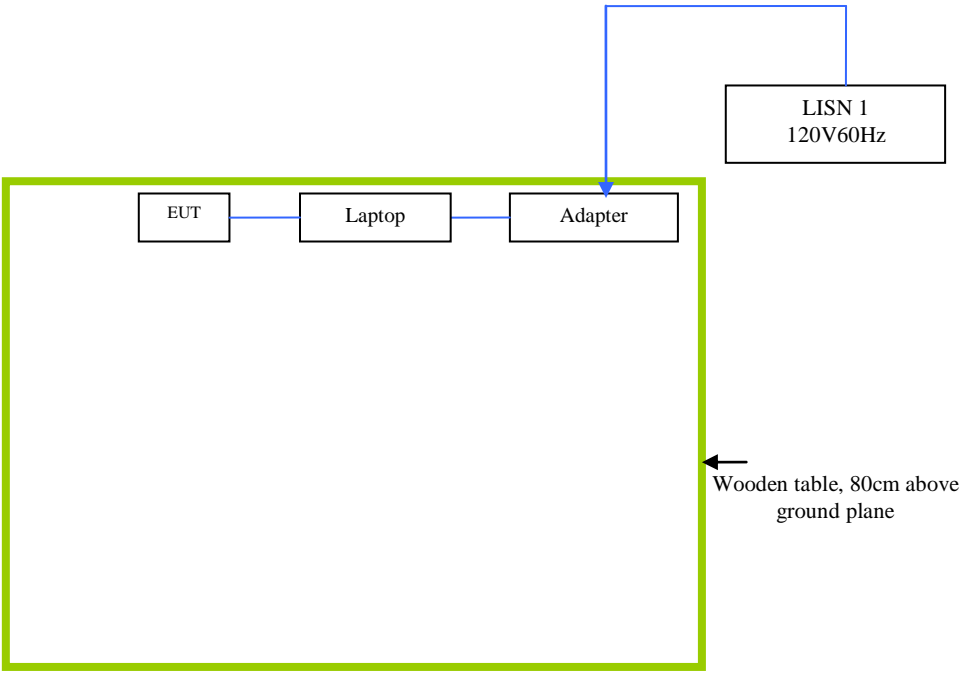 LISN 1
120V60Hz
EUT
Laptop
Adapter
Wooden table, 80cm above
ground plane